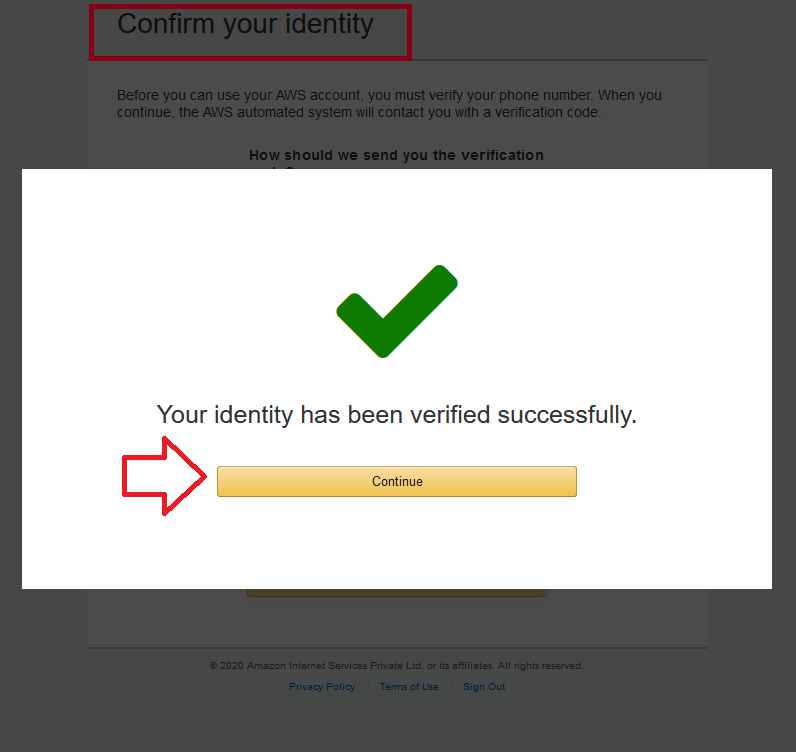 Confirm your identity
Before you can use your AWS account, you must verify your phone number. When you
continue, the AWS automated system will contact you with a verification code.
How should we send you the verification
Your identity has been verified successfully.
Continue
© 2020 Amazon Internet Services Private Ltd. or its affiliates. All rights reserved.
Privacy Policy | Terms of Use | Sign Out